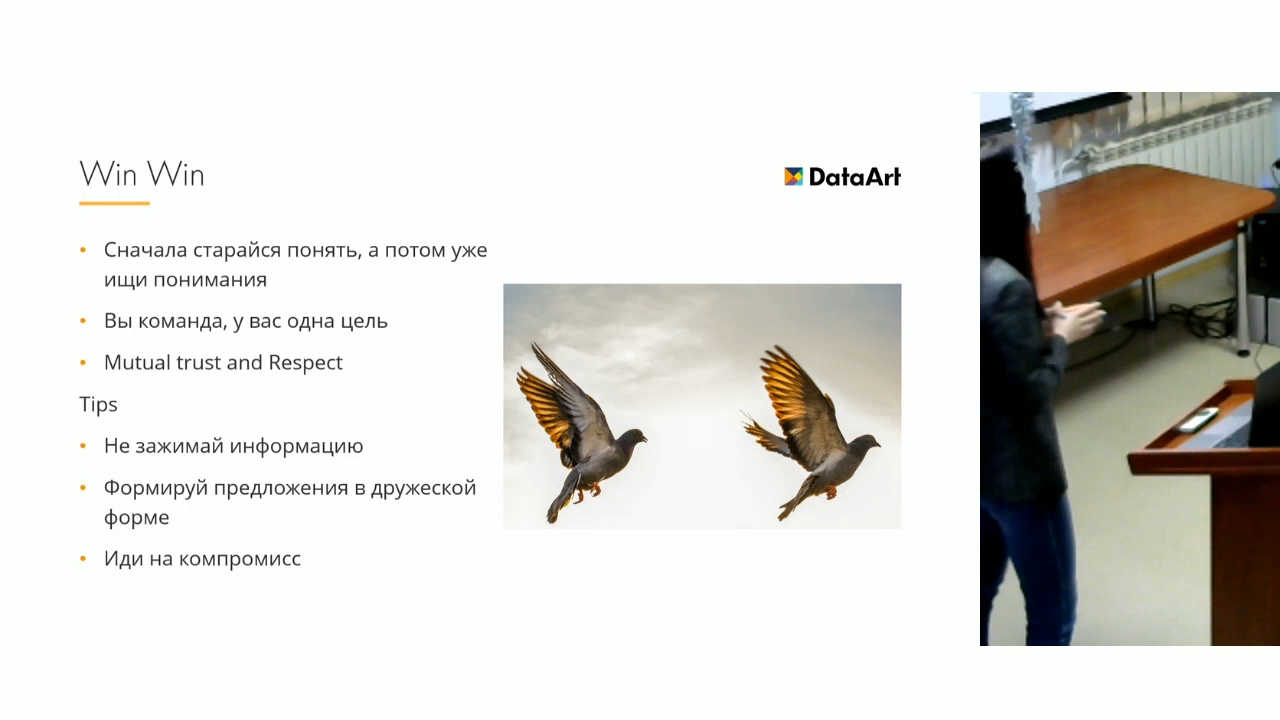 Win Win
DataArt
Сначала старайся понять, а потом уже
ищи понимания
Вы команда, у вас одна цель
Mutual trust and Respect
Tips
Не зажимай информацию
Формируй предложения в дружеской
форме
Иди на компромисс